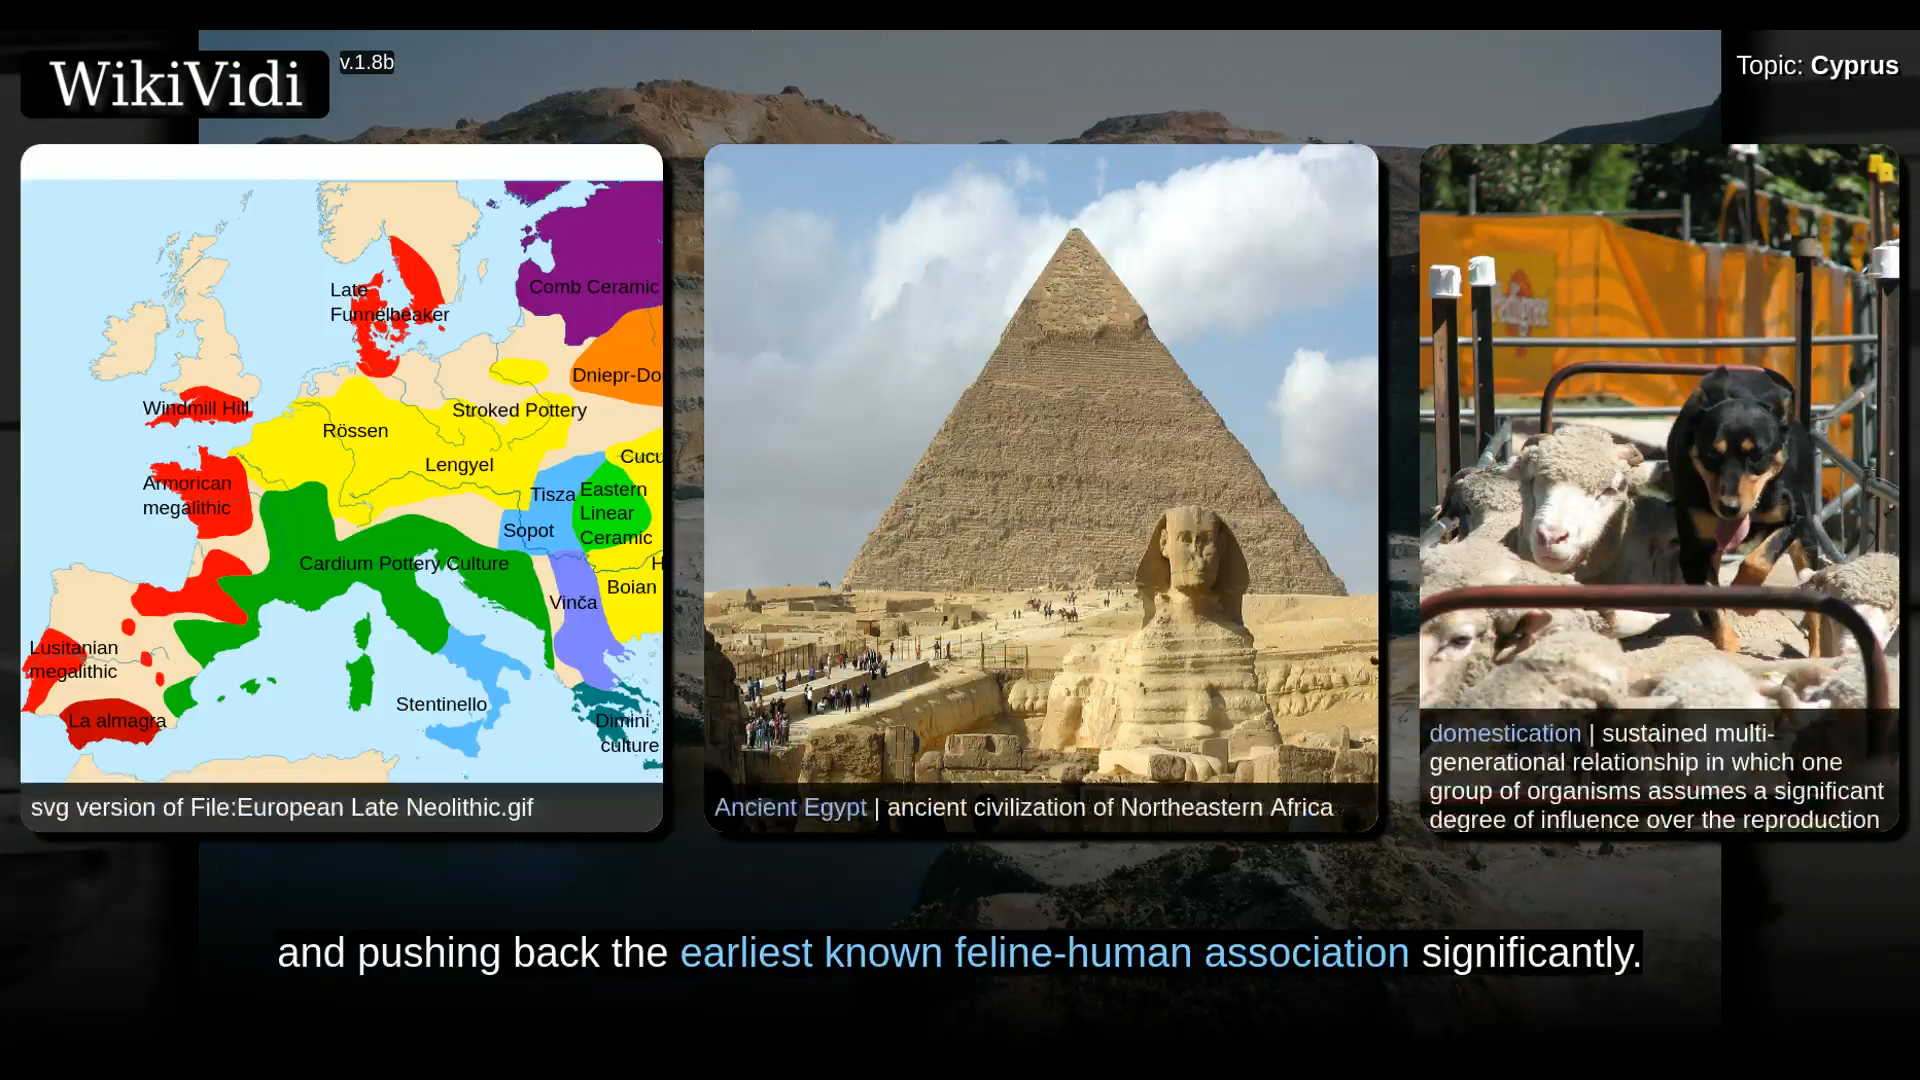 WikiVidi
v.1.8b
Topic: Cyprus
Comb Ceramic
Late
Funnelbeaker
Dniepr-Do
Windmill Hill
Stroked Pottery
Rössen
Cucu
Lengyel
Armorican
megalithic
Tisza
Eastern
Linear
Ceramic
Sopot
Cardium Pottery Culture
H
Boian
Vinča
Lusitanian
megalithic
La almagra
Stentinello
Dimini
culture
svg version of File:European Late Neolithic.gif
Ancient Egypt | ancient civilization of Northeastern Africa
Pedigree
domestication | sustained multi-
generational relationship in which one
group of organisms assumes a significant
degree of influence over the reproduction
and pushing back the earliest known feline-human association significantly.